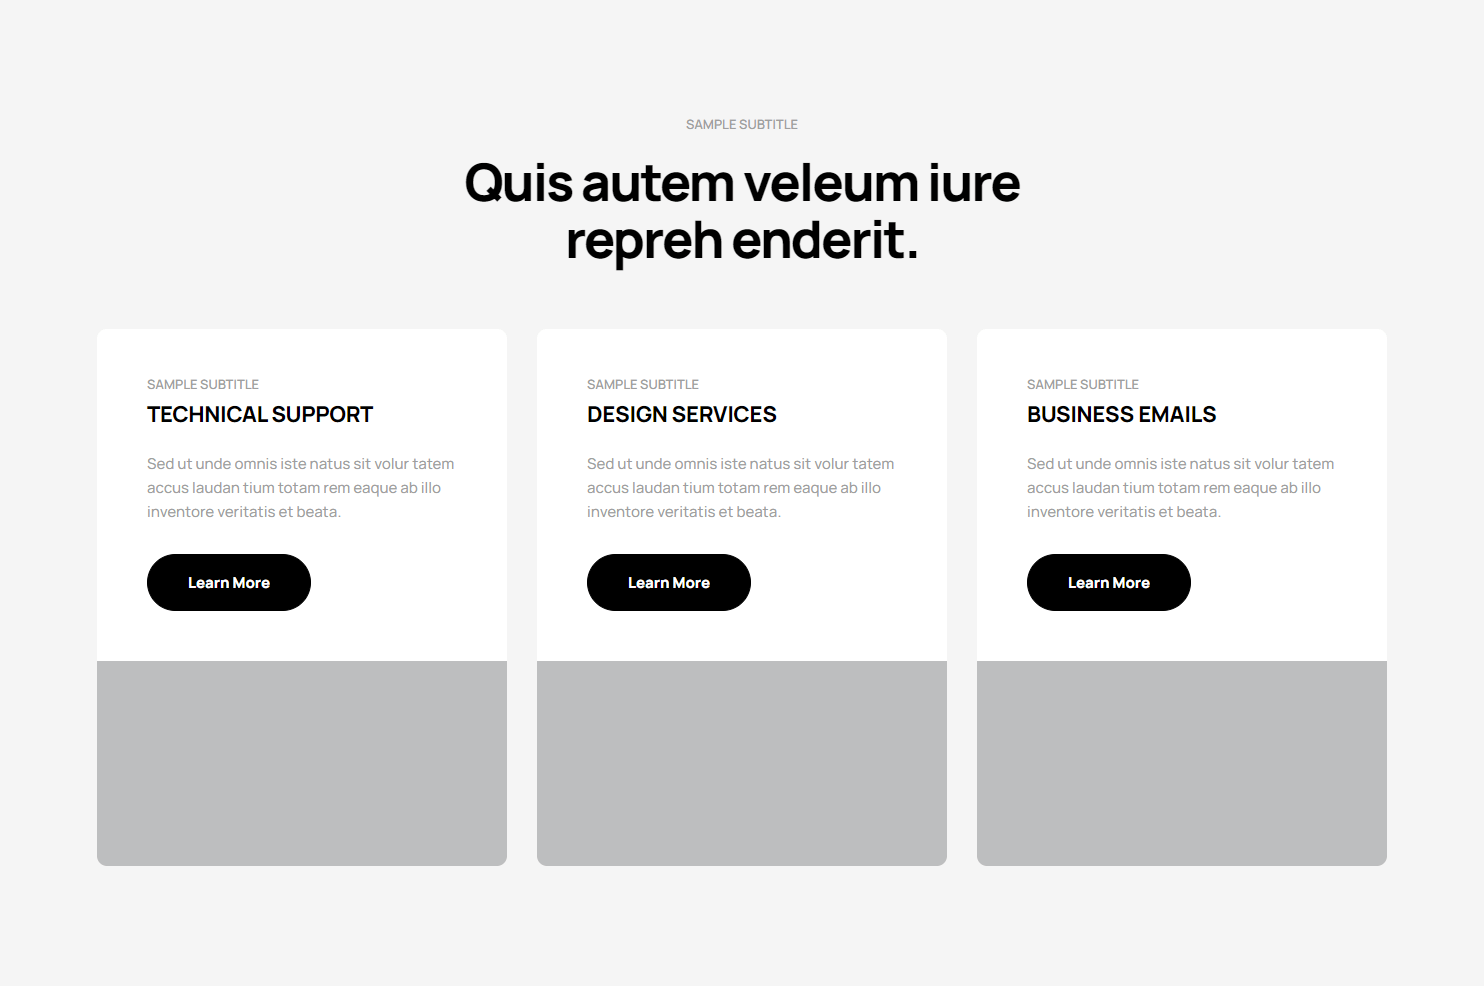 SAMPLE SUBTITLE
Quis autem veleum iure
repreh enderit.
SAMPLE SUBTITLE
TECHNICAL SUPPORT
Sed ut unde omnis iste natus sit volur tatem
accus laudan tium totam rem eaque ab illo
inventore veritatis et beata.
Learn More
SAMPLE SUBTITLE
DESIGN SERVICES
Sed ut unde omnis iste natus sit volur tatem
accus laudan tium totam rem eaque ab illo
inventore veritatis et beata.
Learn More
SAMPLE SUBTITLE
BUSINESS EMAILS
Sed ut unde omnis iste natus sit volur tatem
accus laudan tium totam rem eaque ab illo
inventore veritatis et beata.
Learn More